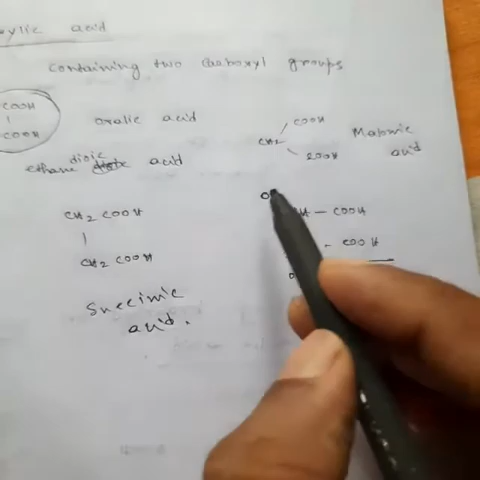 ylic acid
containing two Carboxyl groups
COOH
|
COOH
oxalic acid
ethane dioic acid
COOH
/
CH2
\
COOH
Malonic
acid
CH2 COOH
|
CH2 COOH
Succinic
acid.
H — COOH
- COOH